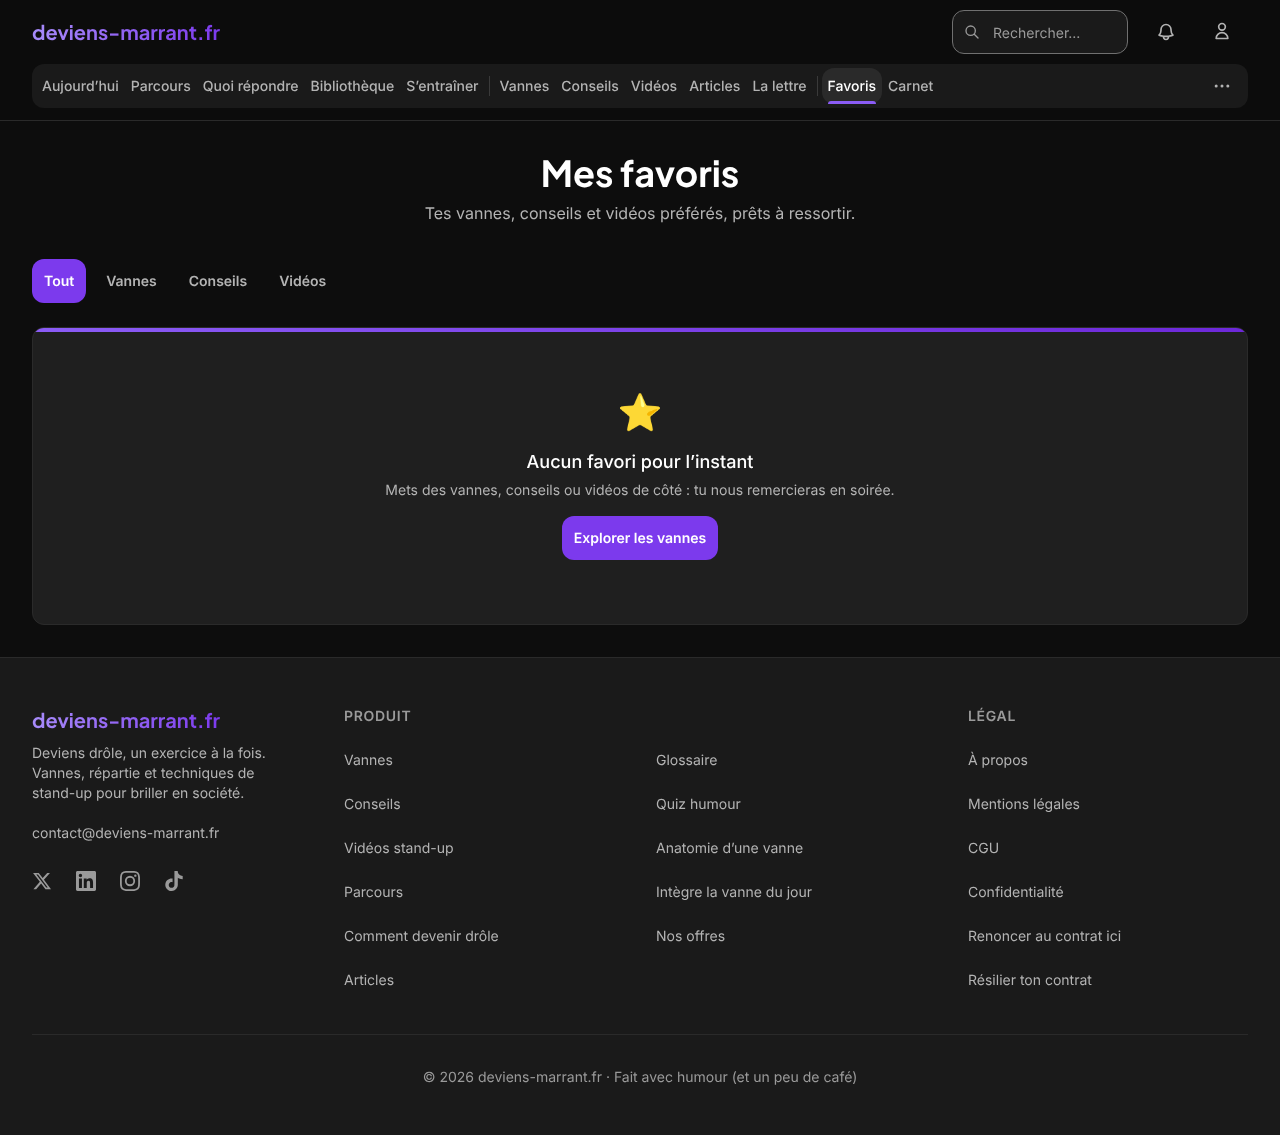 deviens-marrant.fr
Rechercher...
Aujourd’hui Parcours Quoi répondre Bibliothèque S’entraîner Vannes Conseils Vidéos Articles La lettre Favoris Carnet
Mes favoris
Tes vannes, conseils et vidéos préférés, prêts à ressortir.
Tout Vannes Conseils Vidéos
Aucun favori pour l’instant
Mets des vannes, conseils ou vidéos de côté : tu nous remercieras en soirée.
Explorer les vannes
deviens-marrant.fr
Deviens drôle, un exercice à la fois.
Vannes, répartie et techniques de
stand-up pour briller en société.
contact@deviens-marrant.fr
PRODUIT
Vannes
Conseils
Vidéos stand-up
Parcours
Comment devenir drôle
Articles
Glossaire
Quiz humour
Anatomie d’une vanne
Intègre la vanne du jour
Nos offres
LÉGAL
À propos
Mentions légales
CGU
Confidentialité
Renoncer au contrat ici
Résilier ton contrat
© 2026 deviens-marrant.fr · Fait avec humour (et un peu de café)